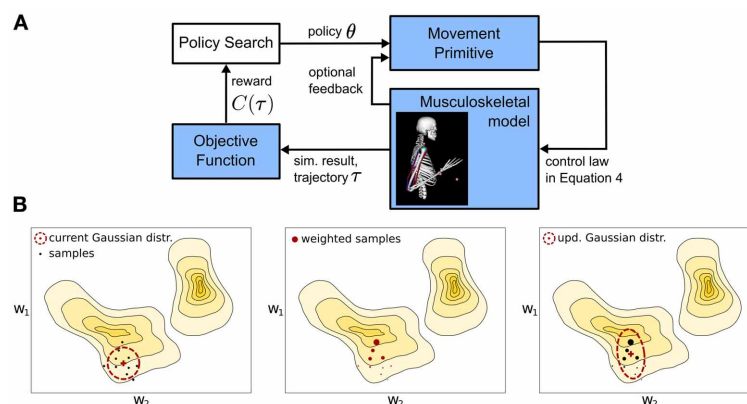 A
Policy Search
policy θ
Movement
Primitive
optional
feedback
reward
C(τ)
Musculoskeletal
model
Objective
Function
sim. result,
trajectory τ
control law
in Equation 4
B
current Gaussian distr.
samples
w1
w2
weighted samples
w1
w2
upd. Gaussian distr.
w1
w2